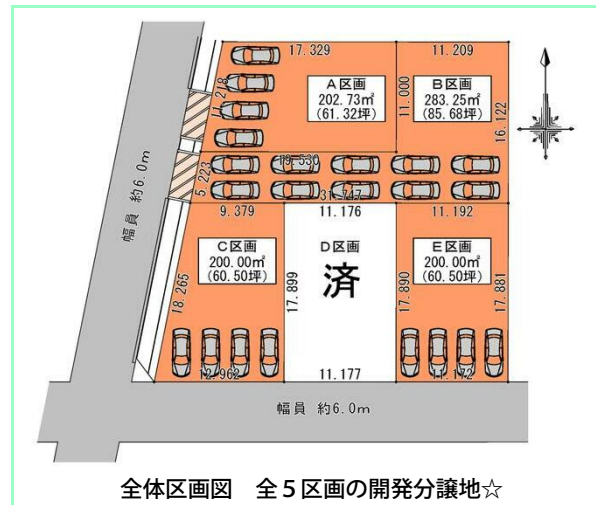 17.329
11.209
A区画
202.73㎡
(61.32坪)
B区画
283.25㎡
(85.68坪)
11.218
11.000
16.122
19.530
5.223
31.747
9.379
11.176
11.192
幅員 約6.0m
C区画
200.00㎡
(60.50坪)
D区画
済
E区画
200.00㎡
(60.50坪)
18.265
17.899
17.890
17.881
12.962
11.177
11.172
幅員 約6.0m
全体区画図 全5区画の開発分譲地☆